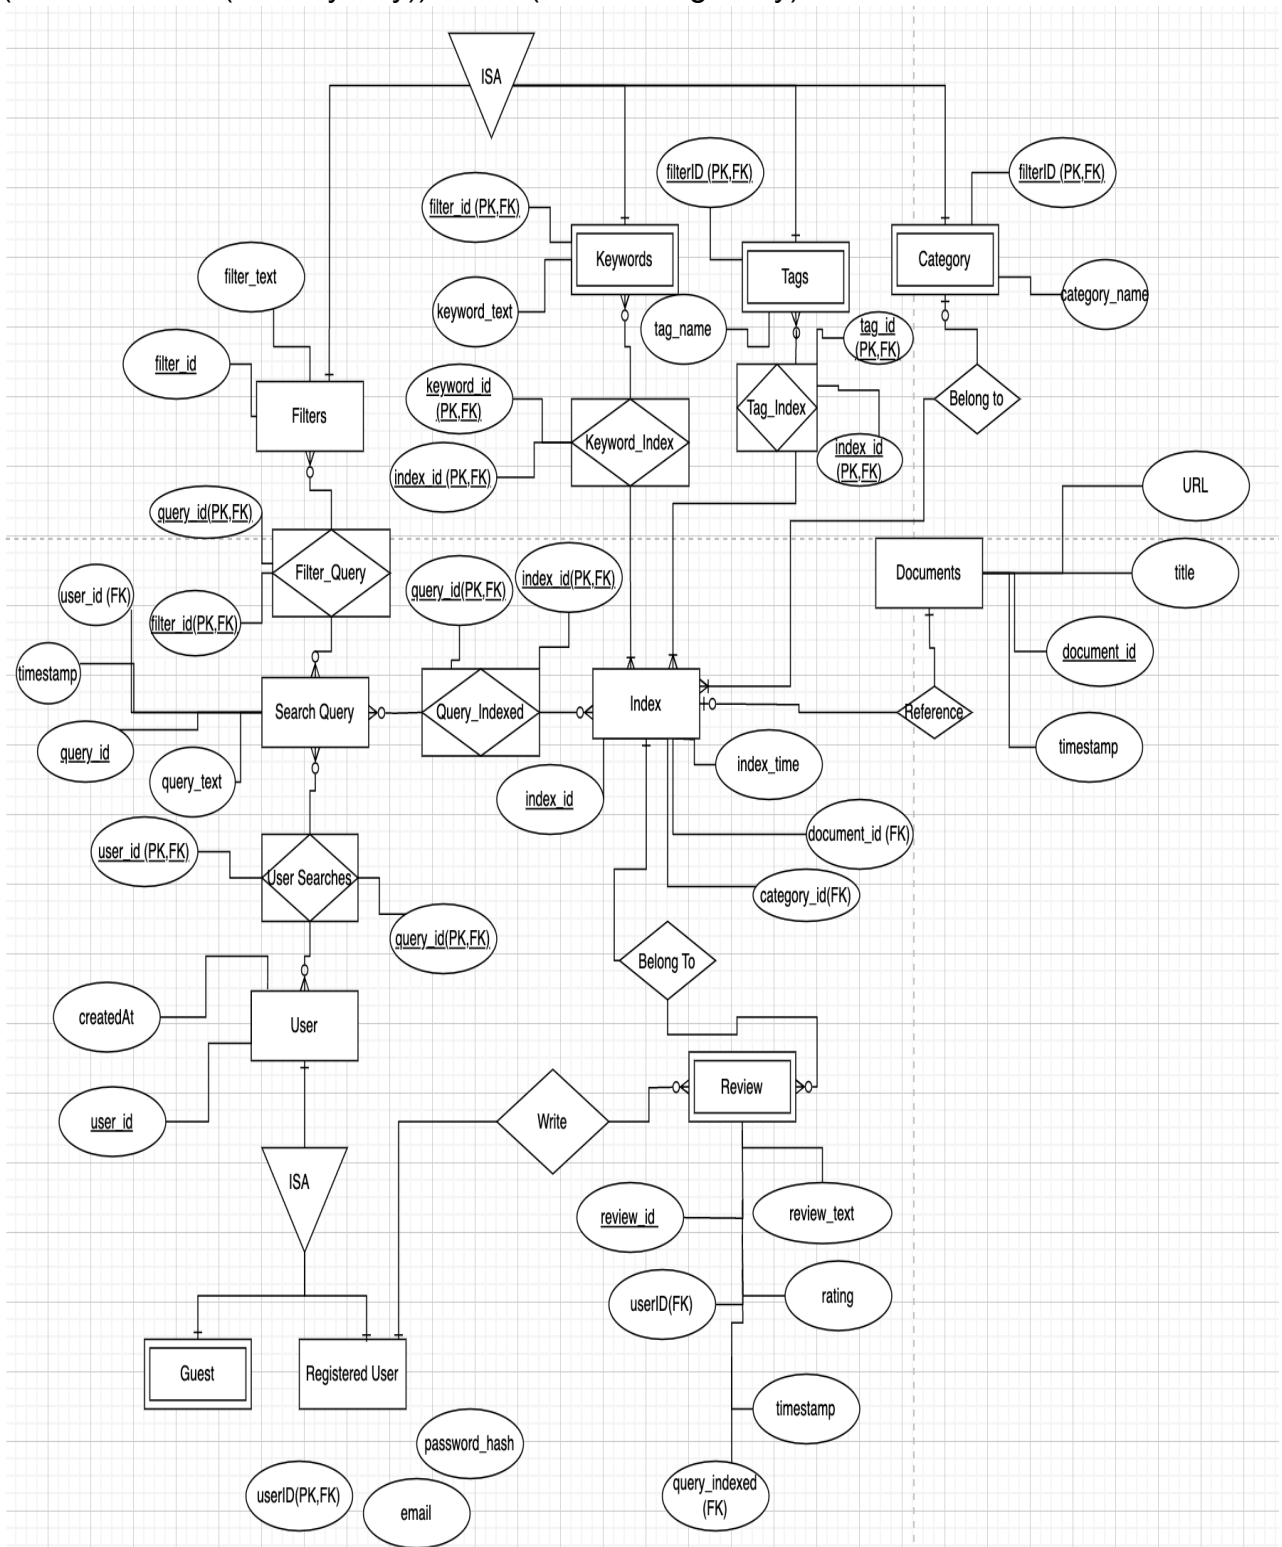 ISA
filterID (PK,FK)
filterID (PK,FK)
filter_id (PK,FK)
Keywords
Tags
Category
filter_text
keyword_text
category_name
tag_name
tag_id
(PK,FK)
filter_id
Filters
keyword_id
(PK,FK)
Tag_Index
Belong to
Keyword_Index
index_id
(PK,FK)
index_id (PK,FK)
URL
query_id(PK,FK)
Filter_Query
Documents
title
user_id (FK)
query_id(PK,FK)
index_id(PK,FK)
filter_id(PK,FK)
document_id
timestamp
Search Query
Query_Indexed
Index
Reference
query_id
query_text
index_id
index_time
timestamp
document_id (FK)
user_id (PK,FK)
User Searches
category_id(FK)
query_id(PK,FK)
Belong To
createdAt
User
Review
user_id
Write
ISA
review_id
review_text
userID(FK)
rating
Guest
Registered User
timestamp
password_hash
userID(PK,FK)
email
query_indexed
(FK)